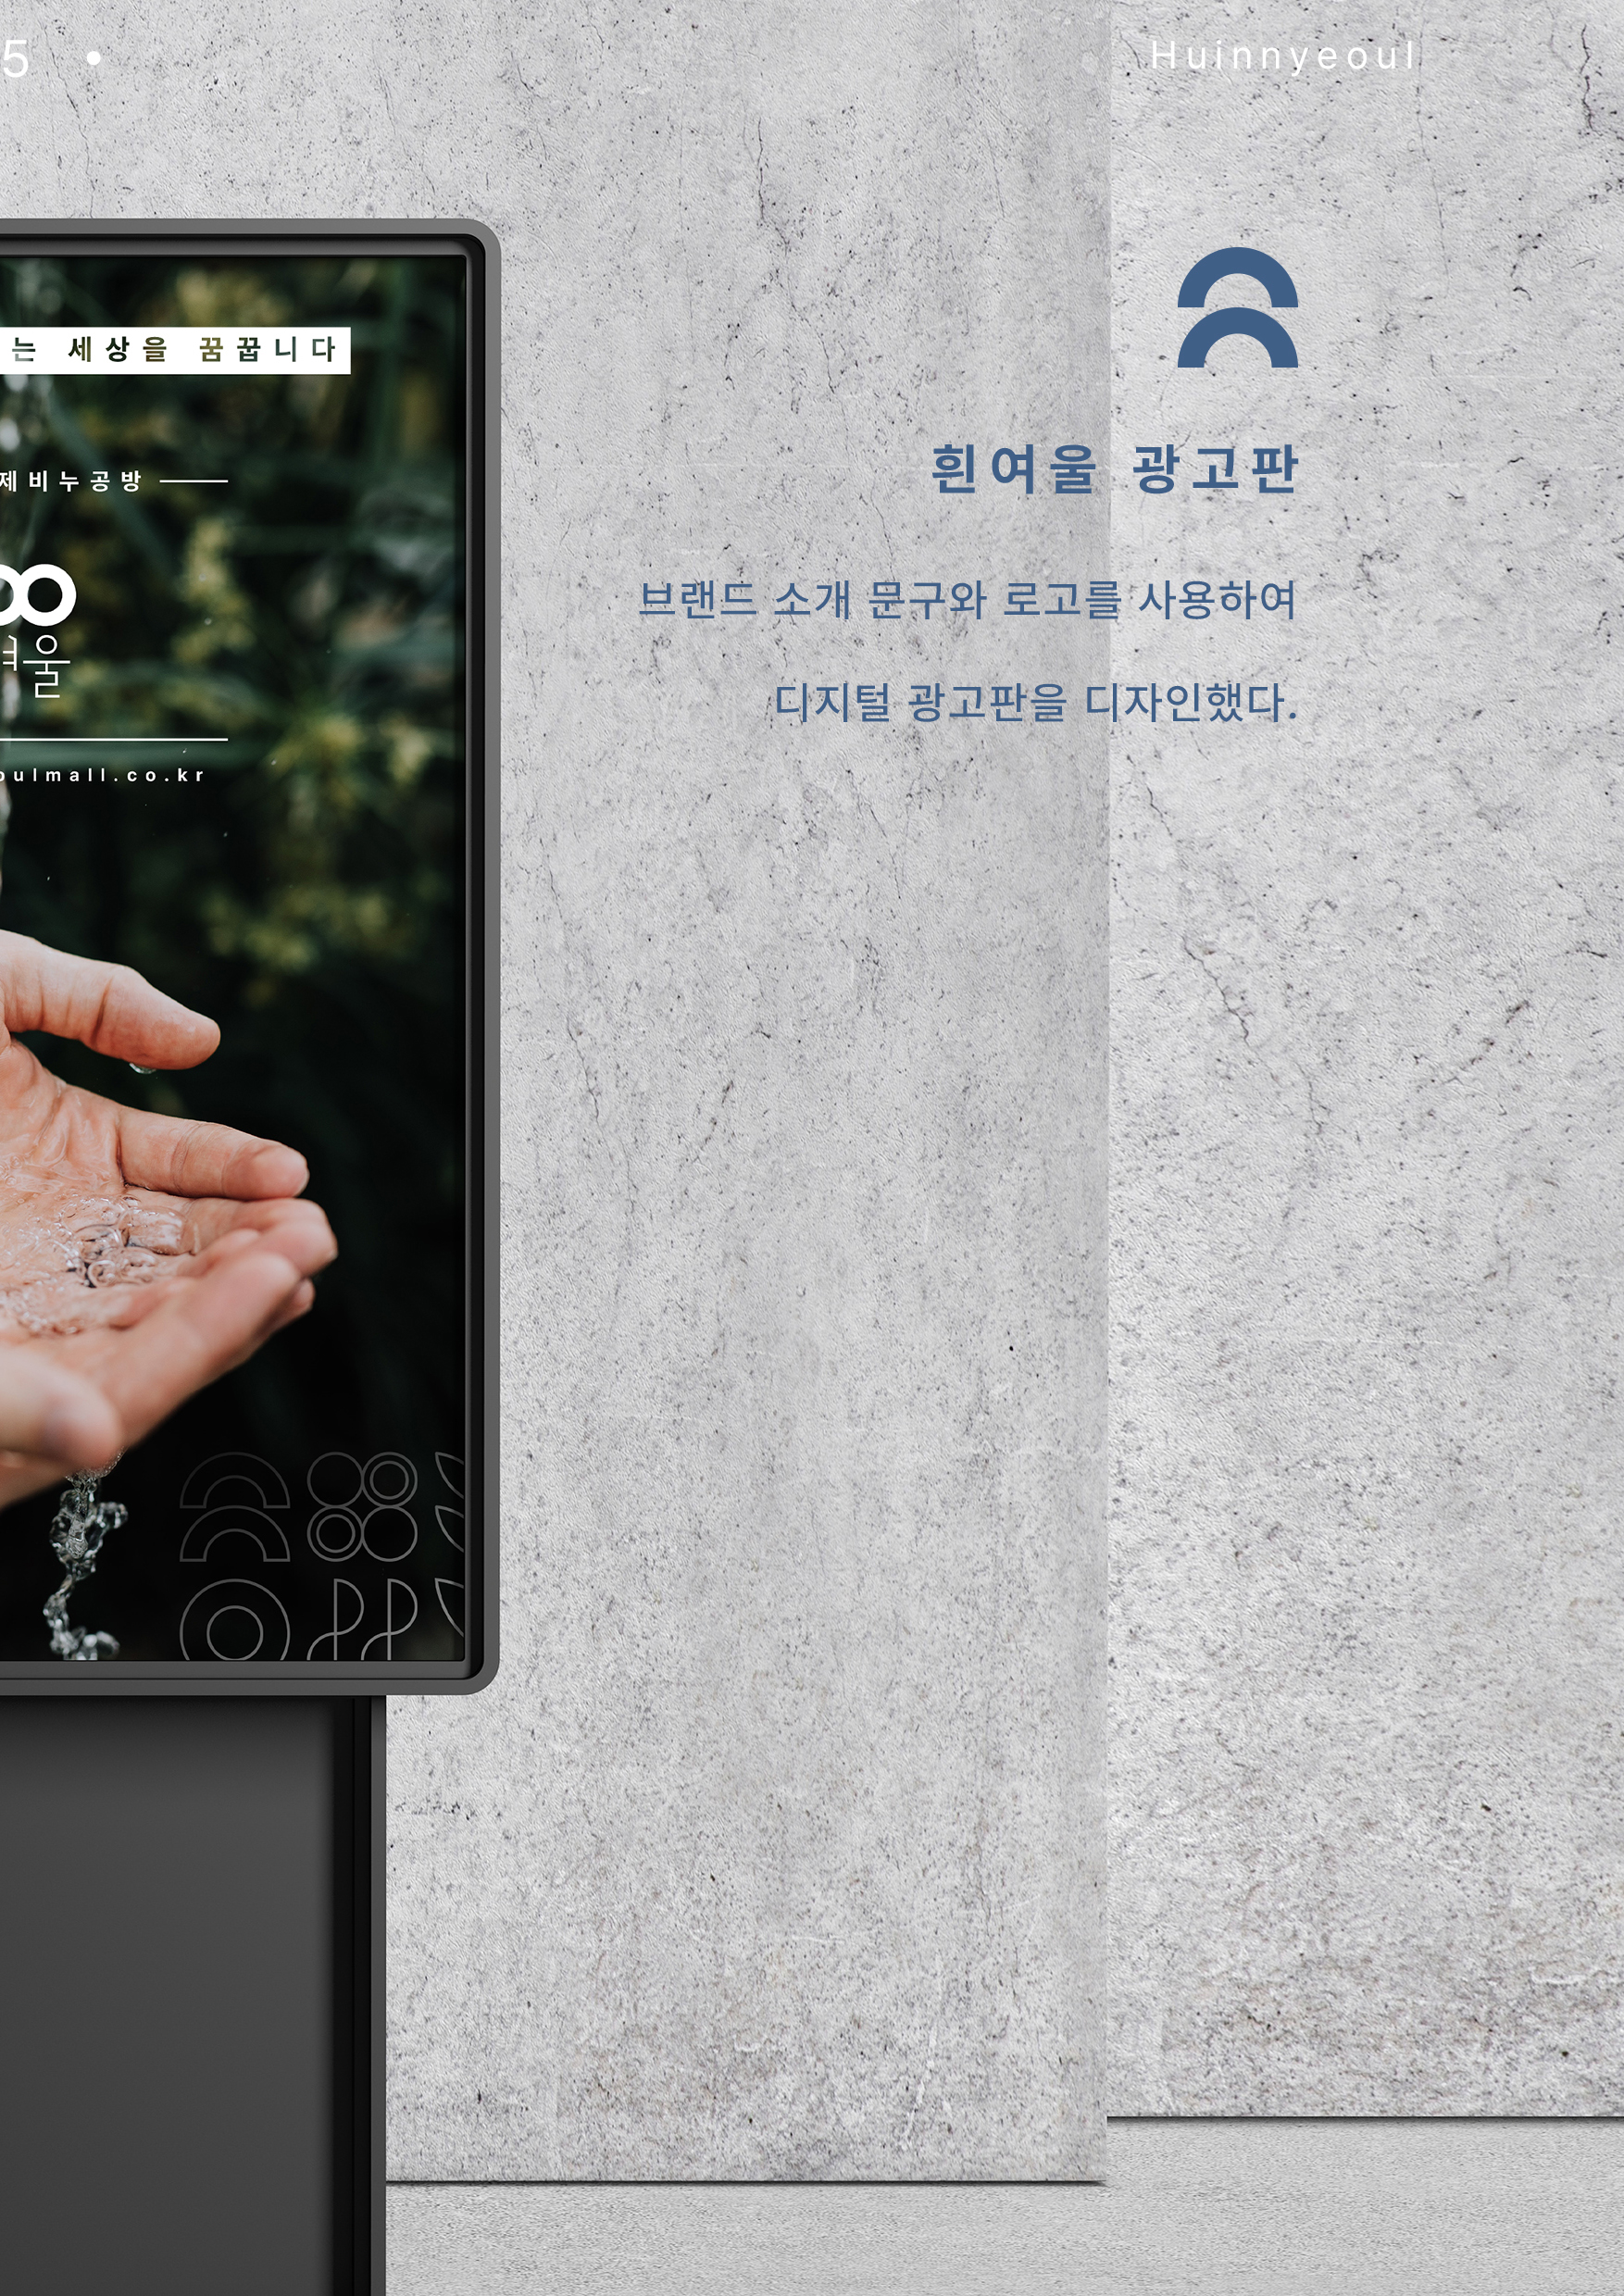 5 •
Huinnyeoul
는 세상을 꿈꿉니다
제비누공방
여울
oulmall.co.kr
흰여울 광고판
브랜드 소개 문구와 로고를 사용하여
디지털 광고판을 디자인했다.